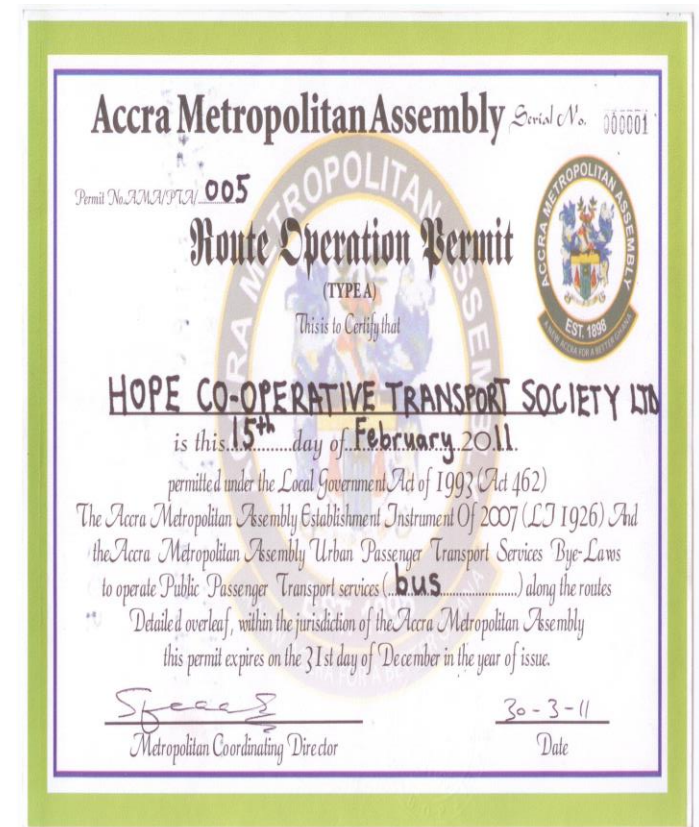 Accra Metropolitan Assembly Serial No. 000001
Permit No.AMA/PTA/ 005
ACCRA METROPOLITAN ASSEMBLY
EST. 1898
A NEW ACCRA FOR A BETTER GHANA
Route Operation Permit
(TYPE A)
This is to Certify that
HOPE CO-OPERATIVE TRANSPORT SOCIETY LTD
is this 15th day of February 2011.
permitted under the Local Government Act of 1993 (Act 462)
The Accra Metropolitan Assembly Establishment Instrument Of 2007 (LI 1926) And
the Accra Metropolitan Assembly Urban Passenger Transport Services Bye-Laws
to operate Public Passenger Transport services (bus) along the routes
Detailed overleaf, within the jurisdiction of the Accra Metropolitan Assembly
this permit expires on the 31st day of December in the year of issue.
30-3-11
Metropolitan Coordinating Director Date